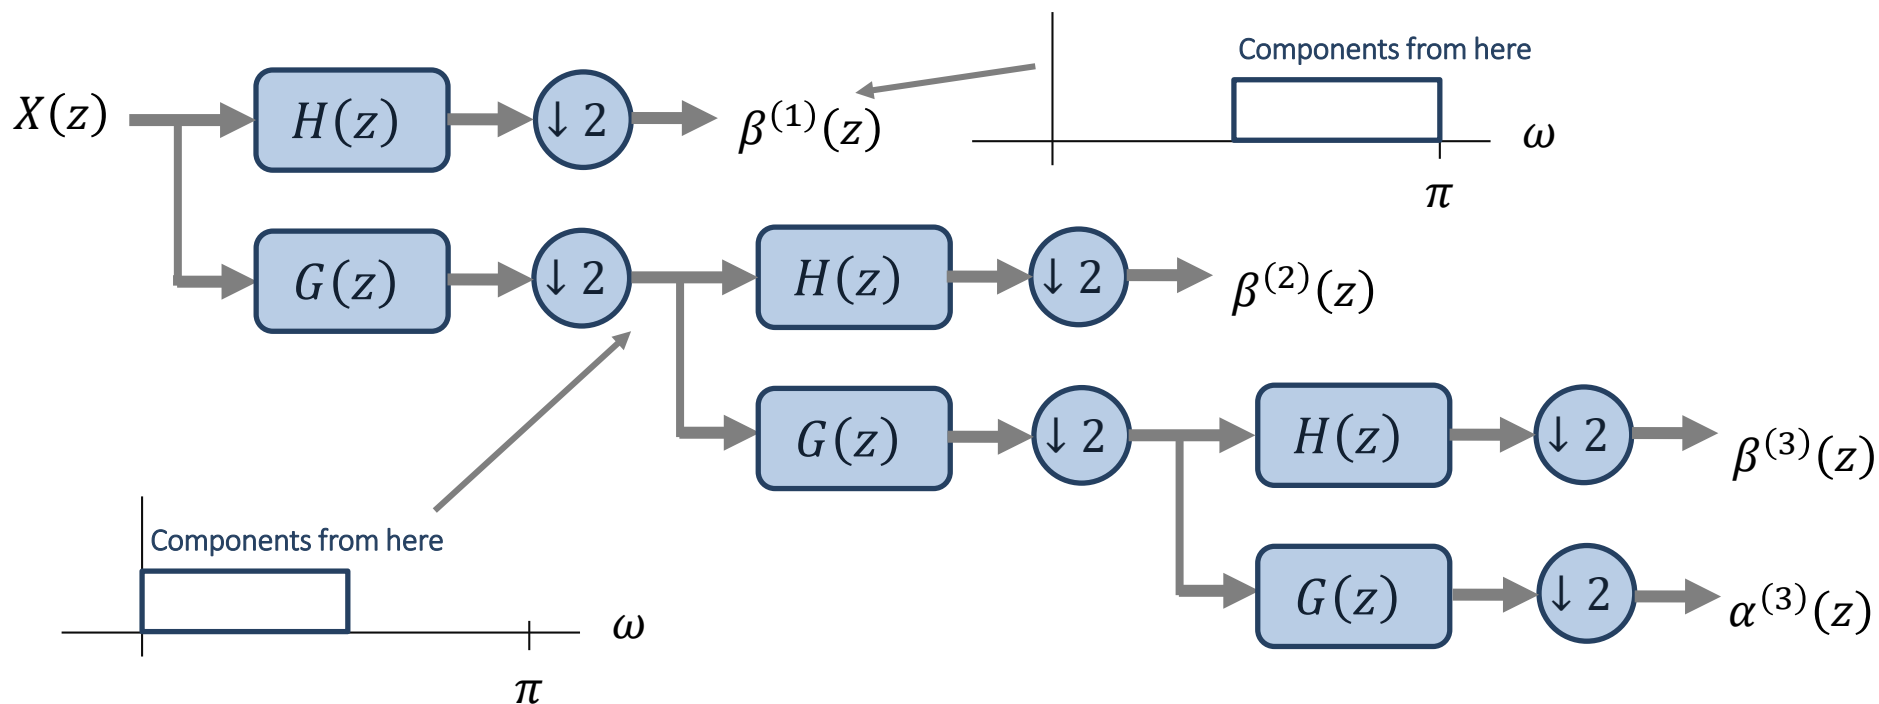 Components from here
X(z)
H(z)
↓ 2
β⁽¹⁾(z)
ω
π
G(z)
↓ 2
H(z)
↓ 2
β⁽²⁾(z)
G(z)
↓ 2
H(z)
↓ 2
β⁽³⁾(z)
Components from here
ω
π
G(z)
↓ 2
α⁽³⁾(z)